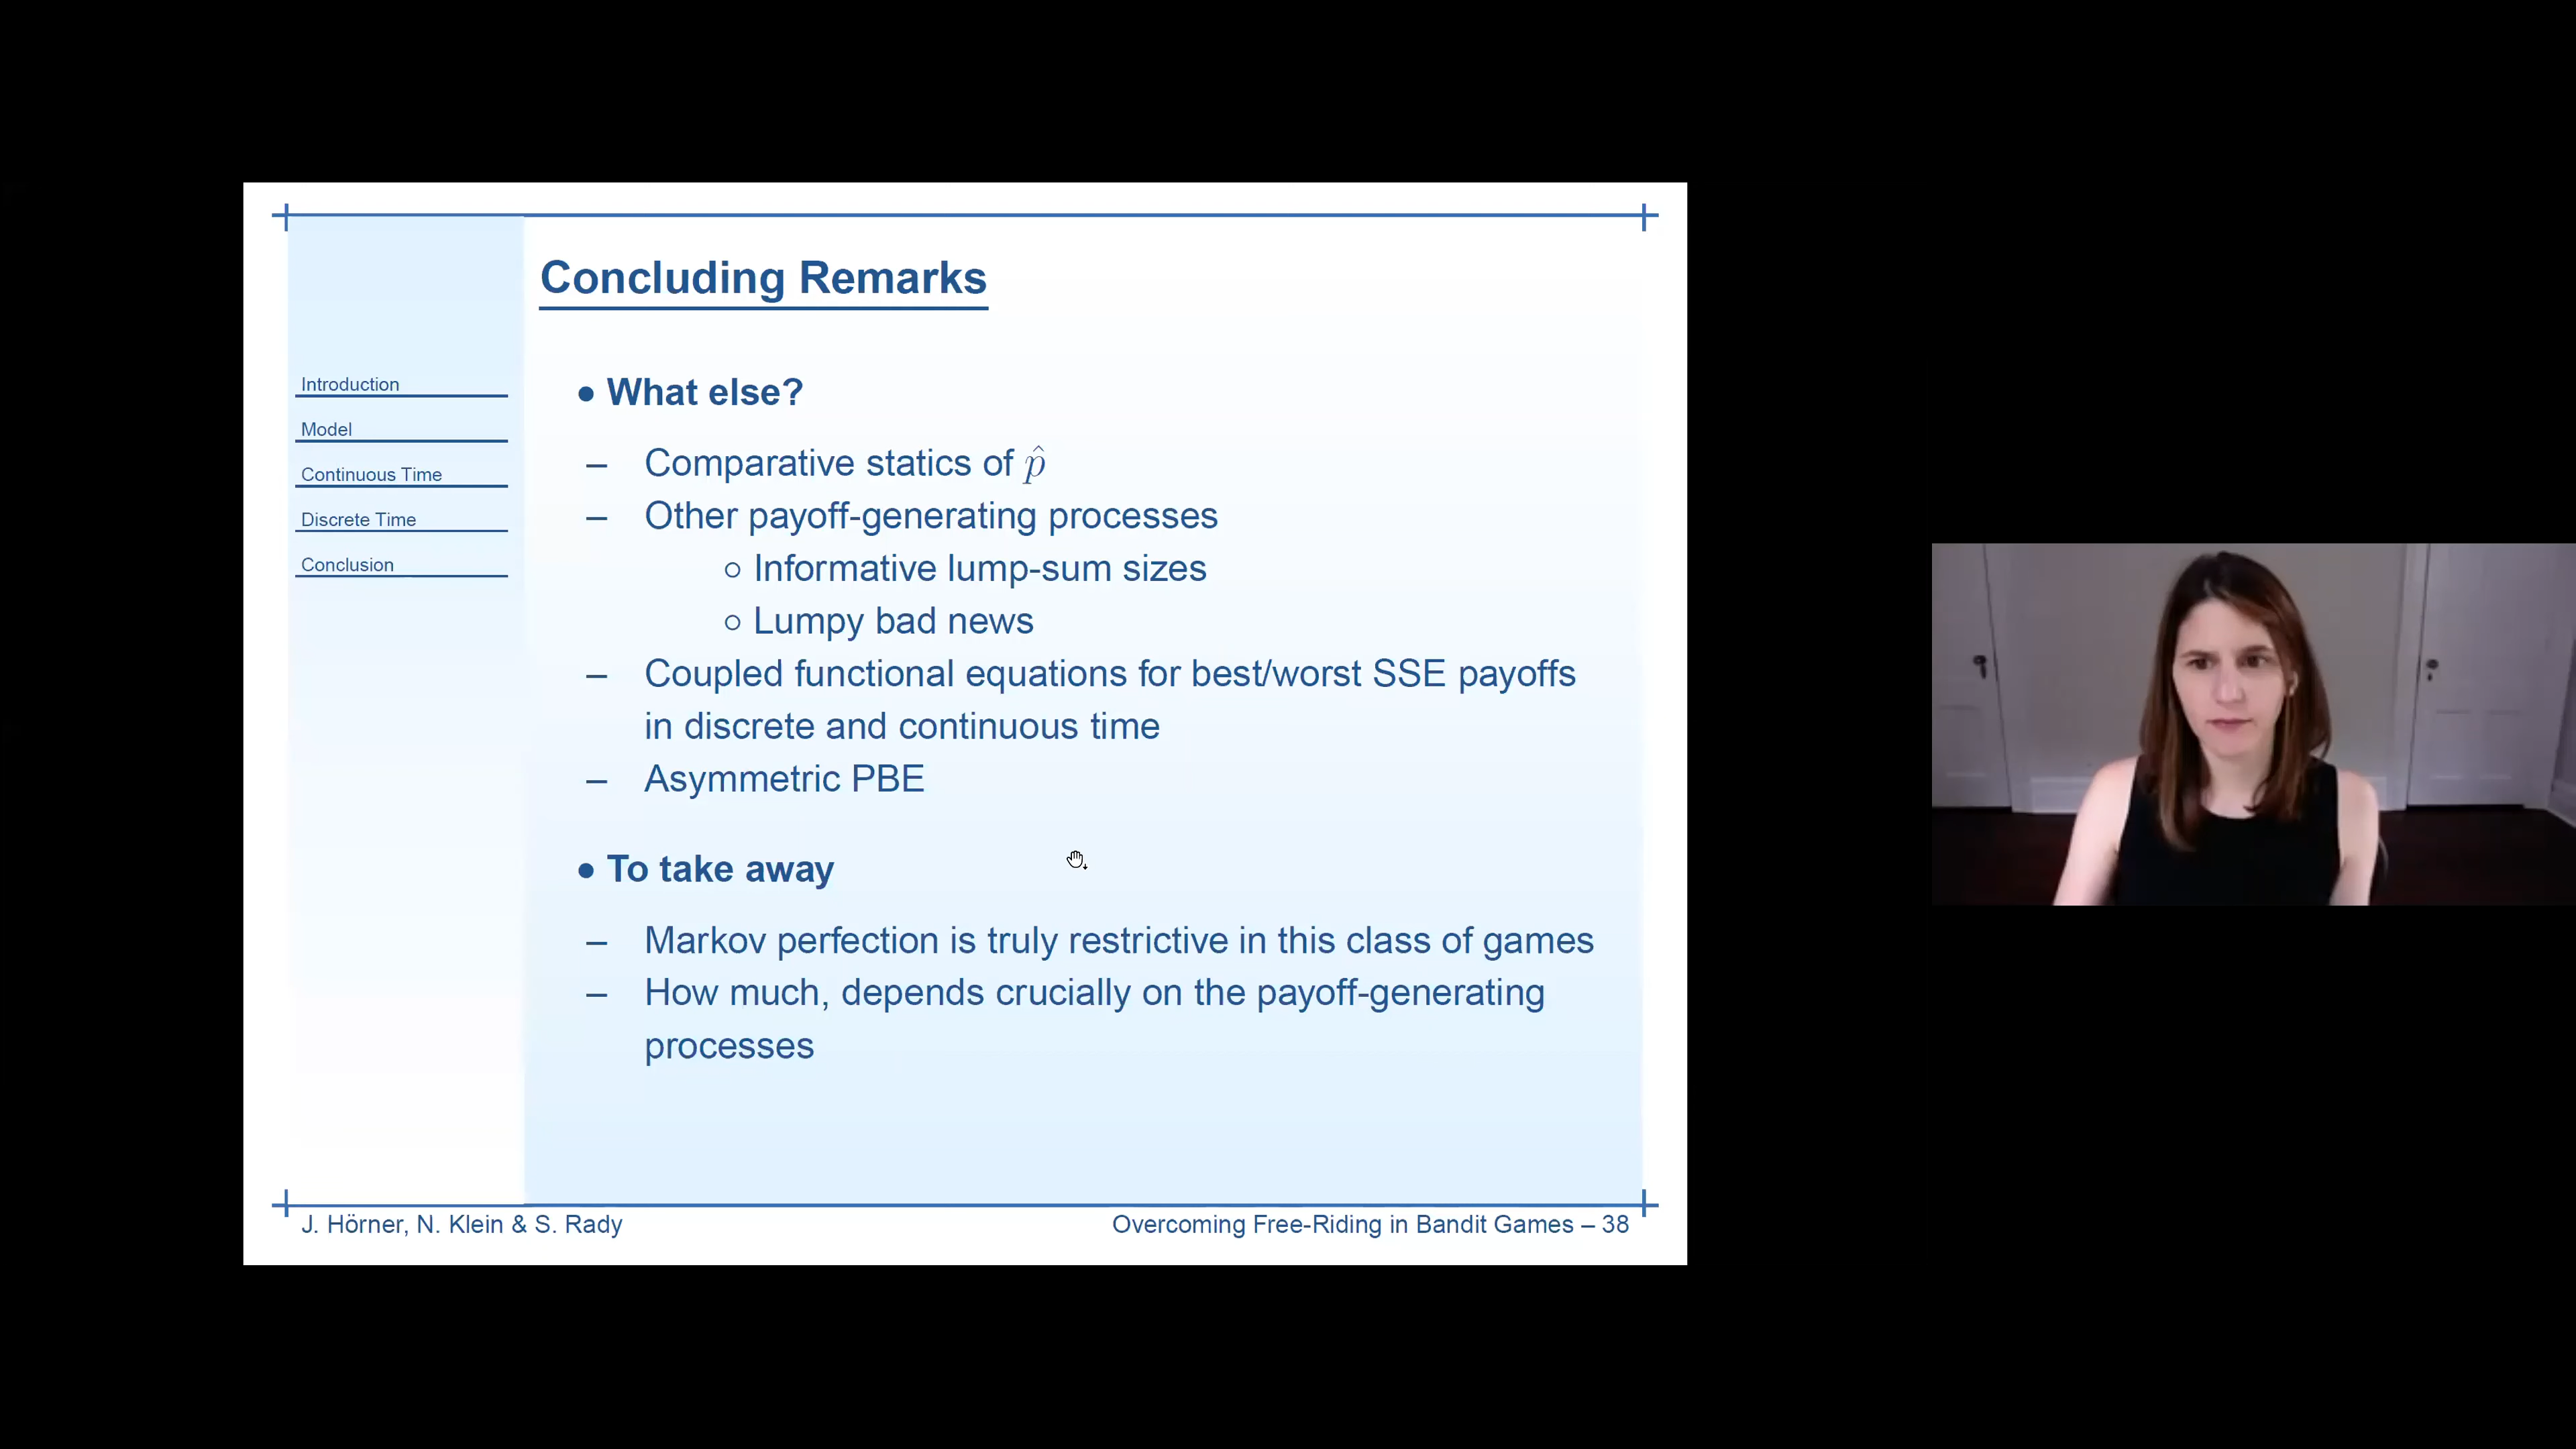 Concluding Remarks
Introduction
Model
Continuous Time
Discrete Time
Conclusion
• What else?
– Comparative statics of p̂
– Other payoff-generating processes
○ Informative lump-sum sizes
○ Lumpy bad news
– Coupled functional equations for best/worst SSE payoffs
in discrete and continuous time
– Asymmetric PBE
• To take away
– Markov perfection is truly restrictive in this class of games
– How much, depends crucially on the payoff-generating
processes
J. Hörner, N. Klein & S. Rady
Overcoming Free-Riding in Bandit Games – 38